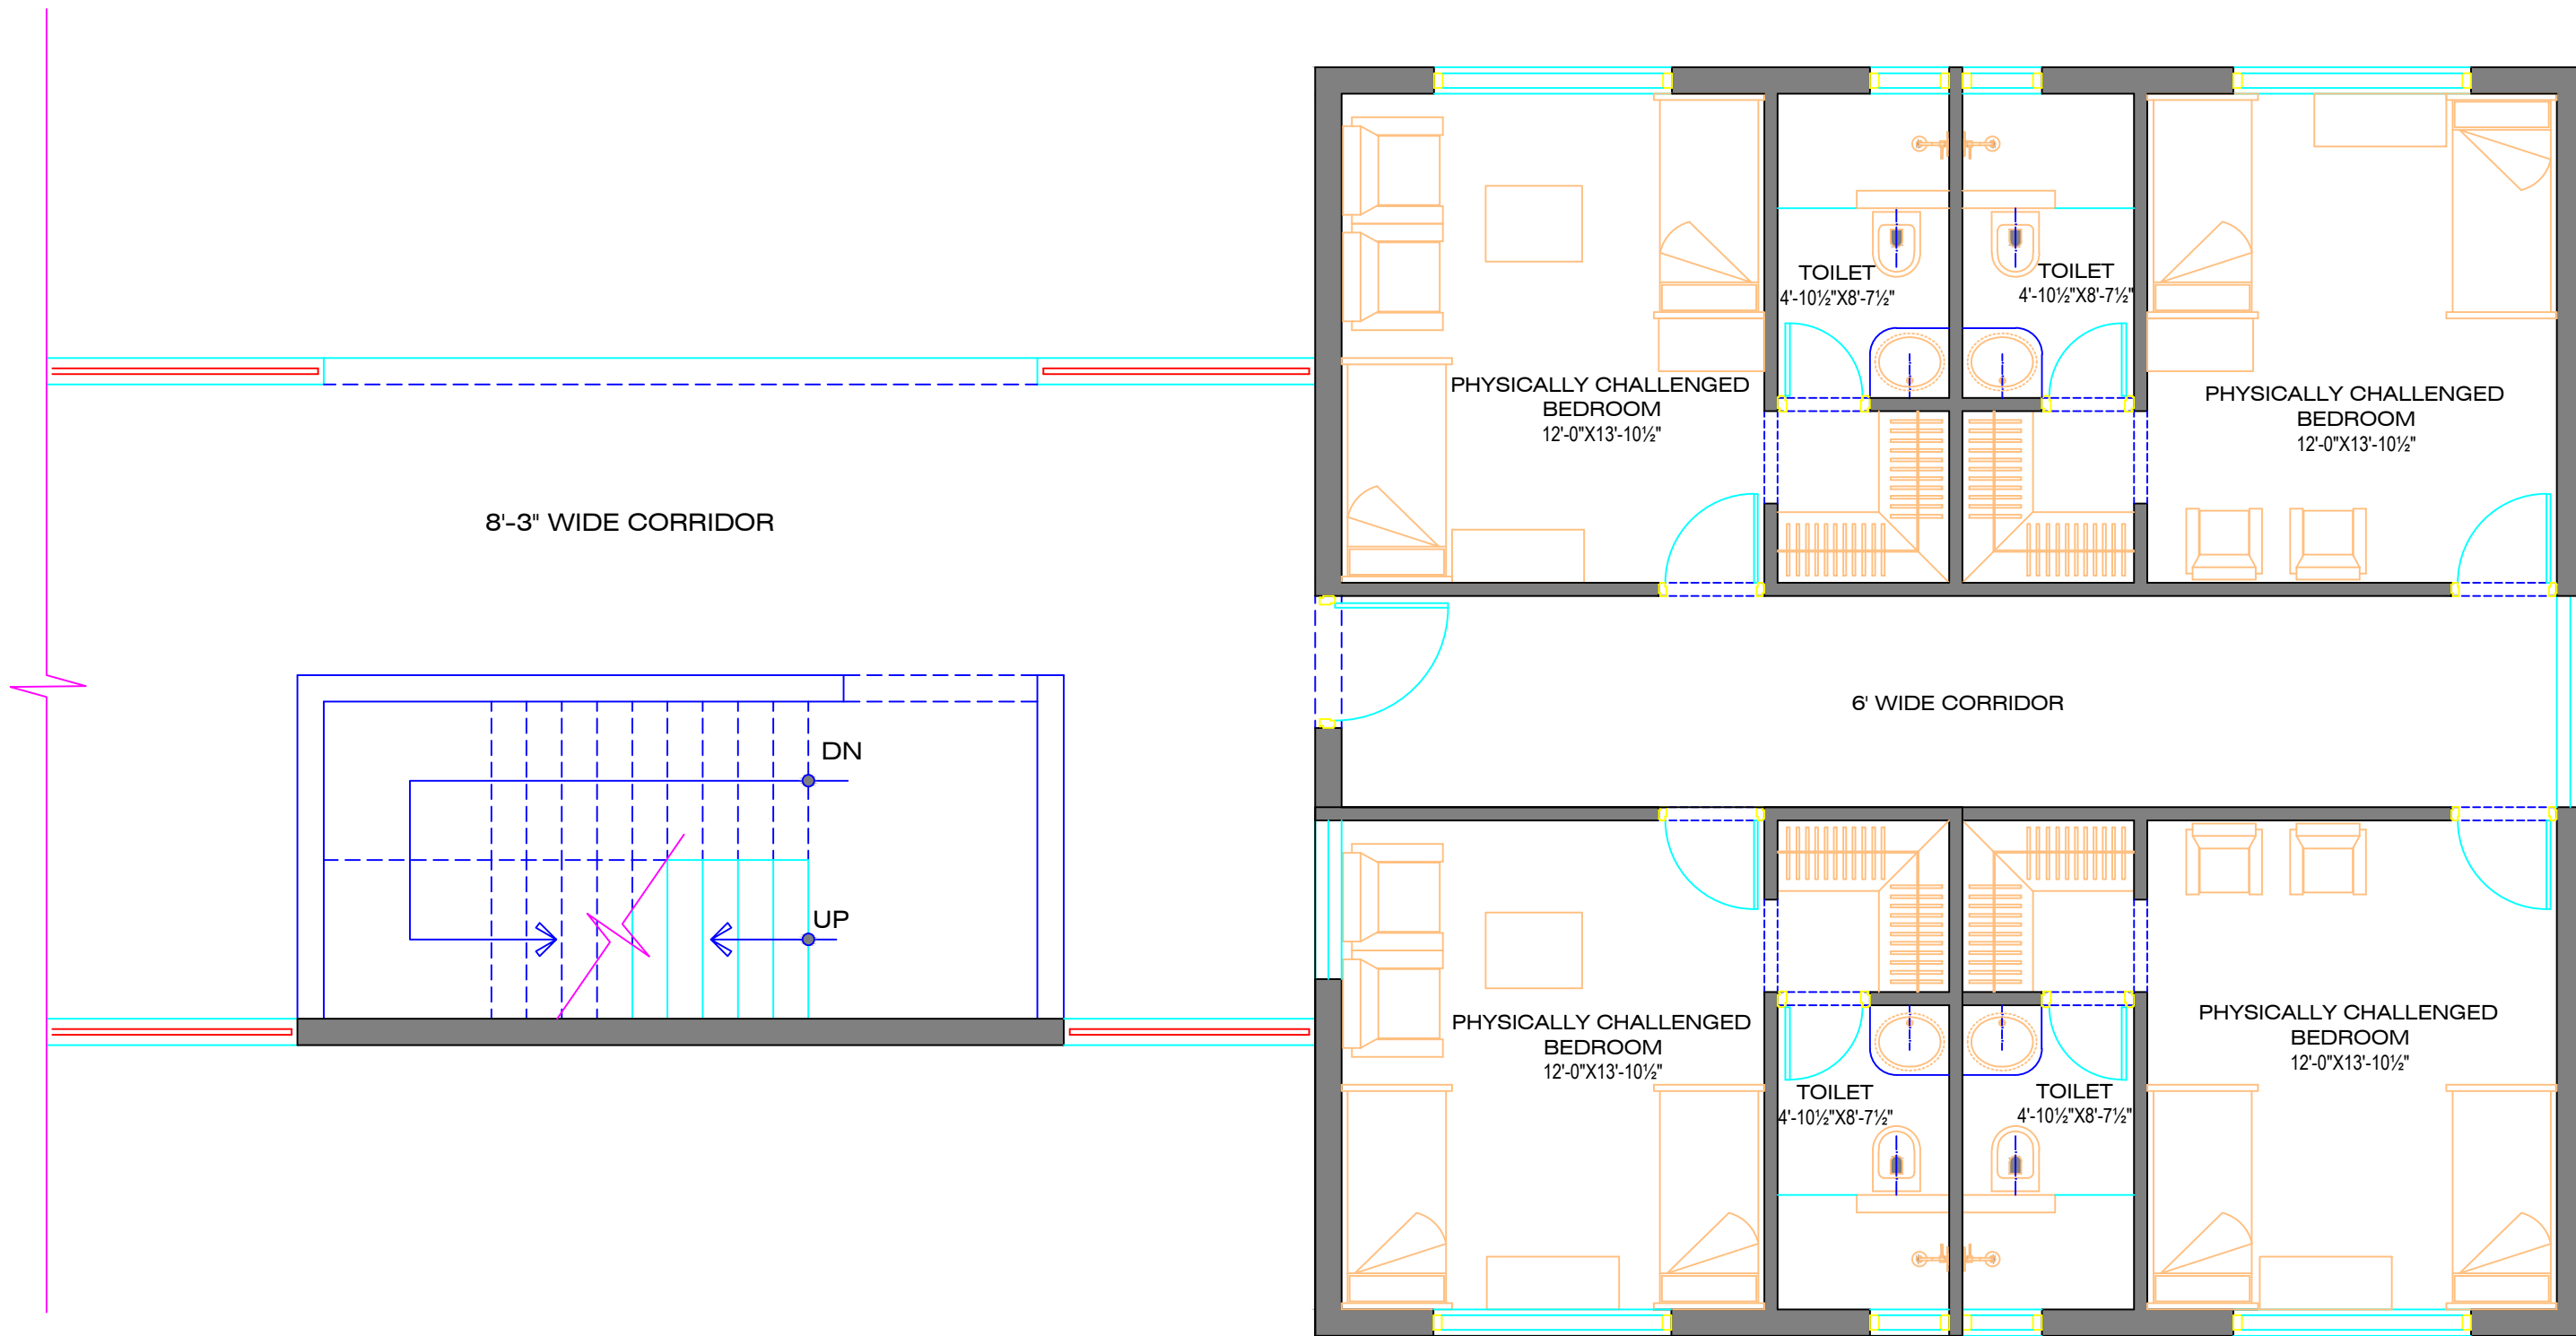 TOILET
4'-10½"X8'-7½"
TOILET
4'-10½"X8'-7½"
PHYSICALLY CHALLENGED
BEDROOM
12'-0"X13'-10½"
PHYSICALLY CHALLENGED
BEDROOM
12'-0"X13'-10½"
8'-3" WIDE CORRIDOR
6' WIDE CORRIDOR
DN
UP
PHYSICALLY CHALLENGED
BEDROOM
12'-0"X13'-10½"
PHYSICALLY CHALLENGED
BEDROOM
12'-0"X13'-10½"
TOILET
4'-10½"X8'-7½"
TOILET
4'-10½"X8'-7½"